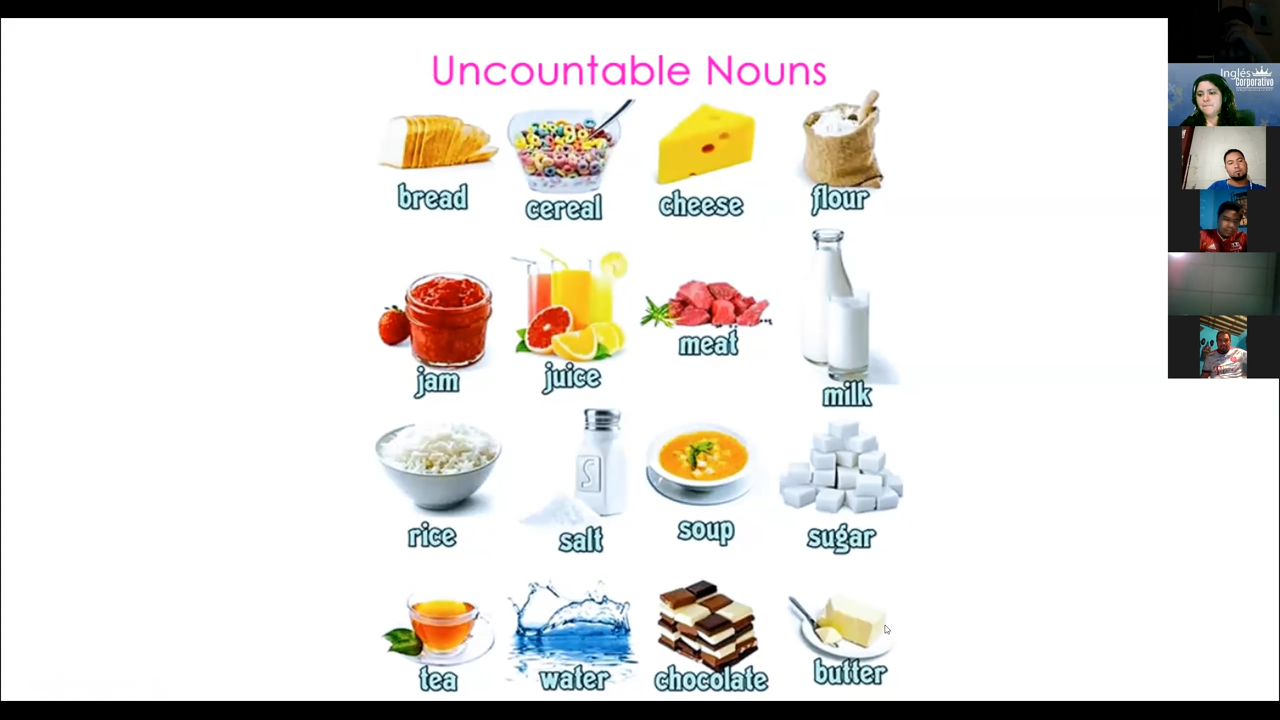 Uncountable Nouns
bread cereal cheese flour
jam juice meat milk
rice salt soup sugar
tea water chocolate butter
S
Inglés
Corporativo